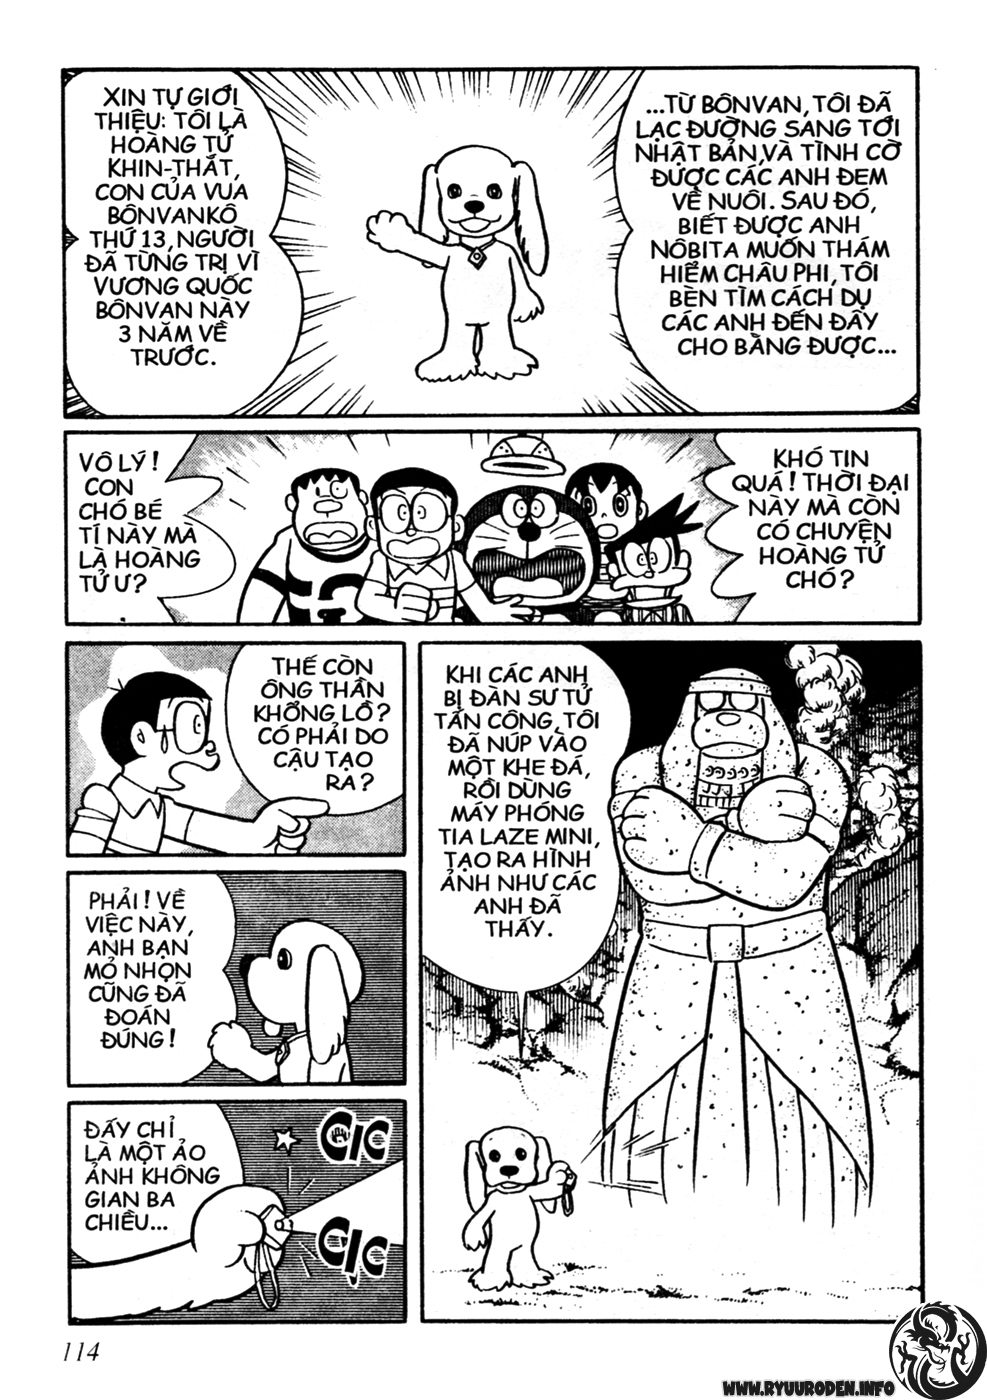 XIN TỰ GIỚI
THIỆU: TÔI LÀ
HOÀNG TỬ
KHIN-THẮT,
CON CỦA VUA
BÔNVANKÔ
THỨ 13, NGƯỜI
ĐÃ TỪNG TRỊ VÌ
VƯƠNG QUỐC
BÔNVAN NÀY
3 NĂM VỀ
TRƯỚC.
...TỪ BÔNVAN, TÔI ĐÃ
LẠC ĐƯỜNG SANG TỚI
NHẬT BẢN VÀ TÌNH CỜ
ĐƯỢC CÁC ANH ĐEM
VỀ NUÔI. SAU ĐÓ,
BIẾT ĐƯỢC ANH
NÔBITA MUỐN THÁM
HIỂM CHÂU PHI, TÔI
BÈN TÌM CÁCH DỤ
CÁC ANH ĐẾN ĐÂY
CHO BẰNG ĐƯỢC...
VÔ LÝ!
CON
CHÓ BÉ
TÍ NÀY MÀ
LÀ HOÀNG
TỬ Ư?
KHÓ TIN
QUÁ! THỜI ĐẠI
NÀY MÀ CÒN
CÓ CHUYỆN
HOÀNG TỬ
CHÓ?
THẾ CÒN
ÔNG THẦN
KHỔNG LỒ?
CÓ PHẢI DO
CẬU TẠO
RA?
KHI CÁC ANH
BỊ ĐÀN SƯ TỬ
TẤN CÔNG, TÔI
ĐÃ NÚP VÀO
MỘT KHE ĐÁ,
RỒI DÙNG
MÁY PHÓNG
TIA LAZE MINI,
TẠO RA HÌNH
ẢNH NHƯ CÁC
ANH ĐÃ
THẤY.
PHẢI! VỀ
VIỆC NÀY,
ANH BẠN
MỎ NHỌN
CŨNG ĐÃ
ĐOÁN
ĐÚNG!
ĐẤY CHỈ
LÀ MỘT ẢO
ẢNH KHÔNG
GIAN BA
CHIỀU...
CỊC
CỊC
114
WWW.RYUURODEN.INFO